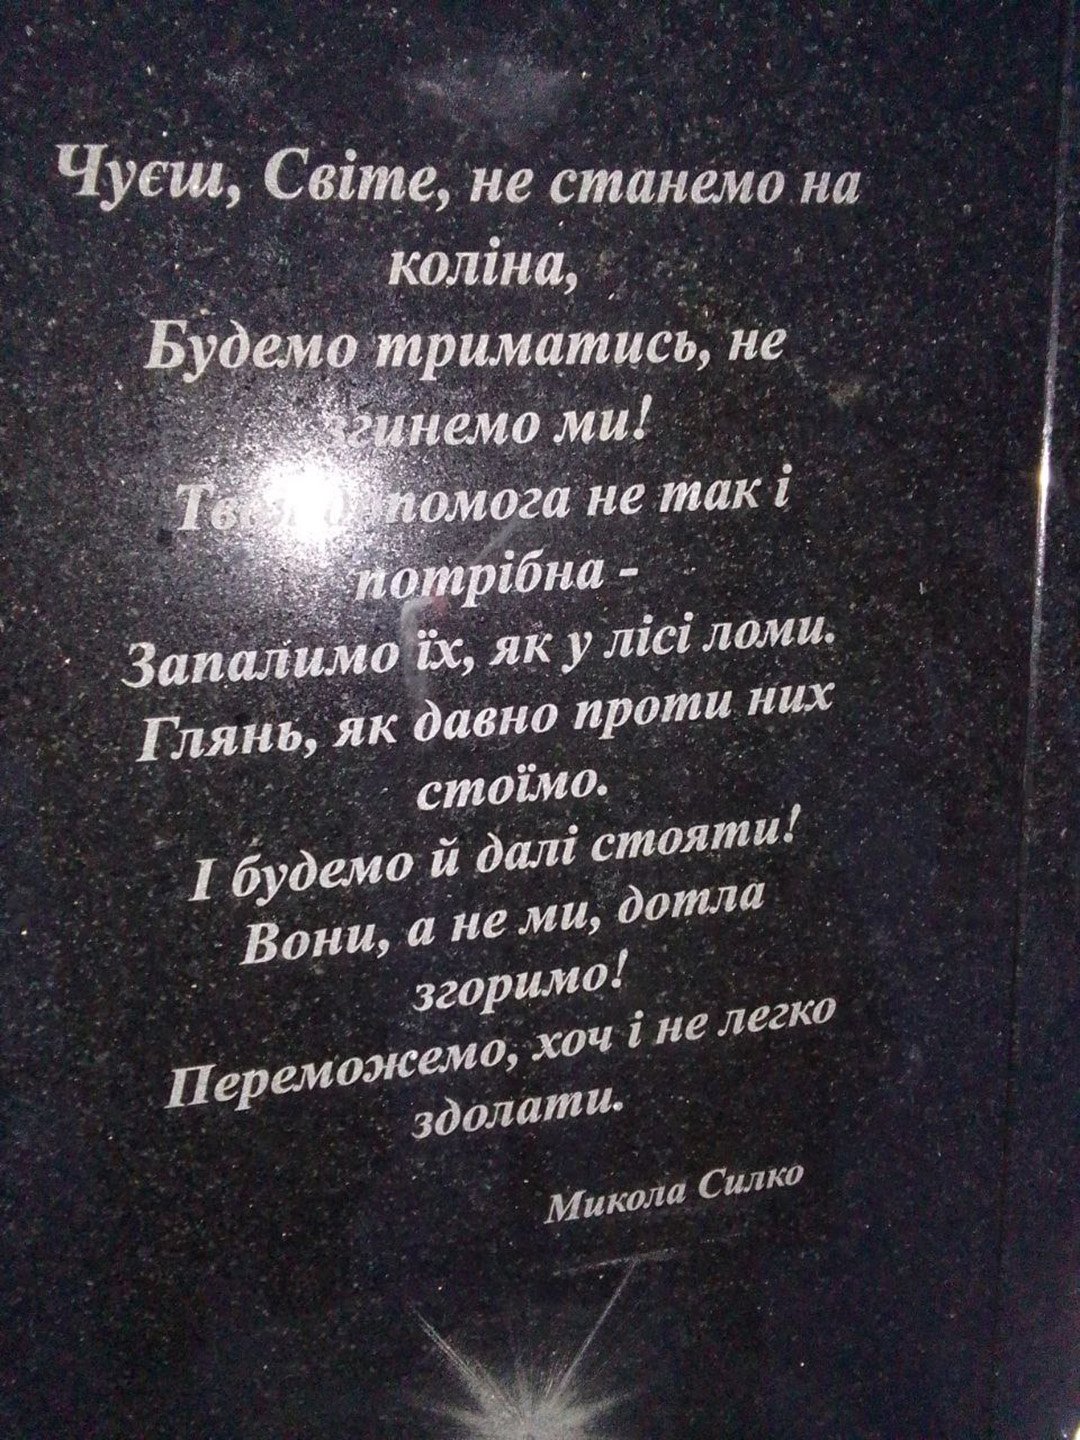 Чуєш, Світе, не станемо на
коліна,
Будемо триматись, не
згинемо ми!
помога не так і
потрібна -
Запалимо їх, як у лісі ломи.
Глянь, як давно проти них
стоїмо.
І будемо й далі стояти!
Вони, а не ми, дотла
згоримо!
Переможемо, хоч і не легко
здолати.
Микола Силко